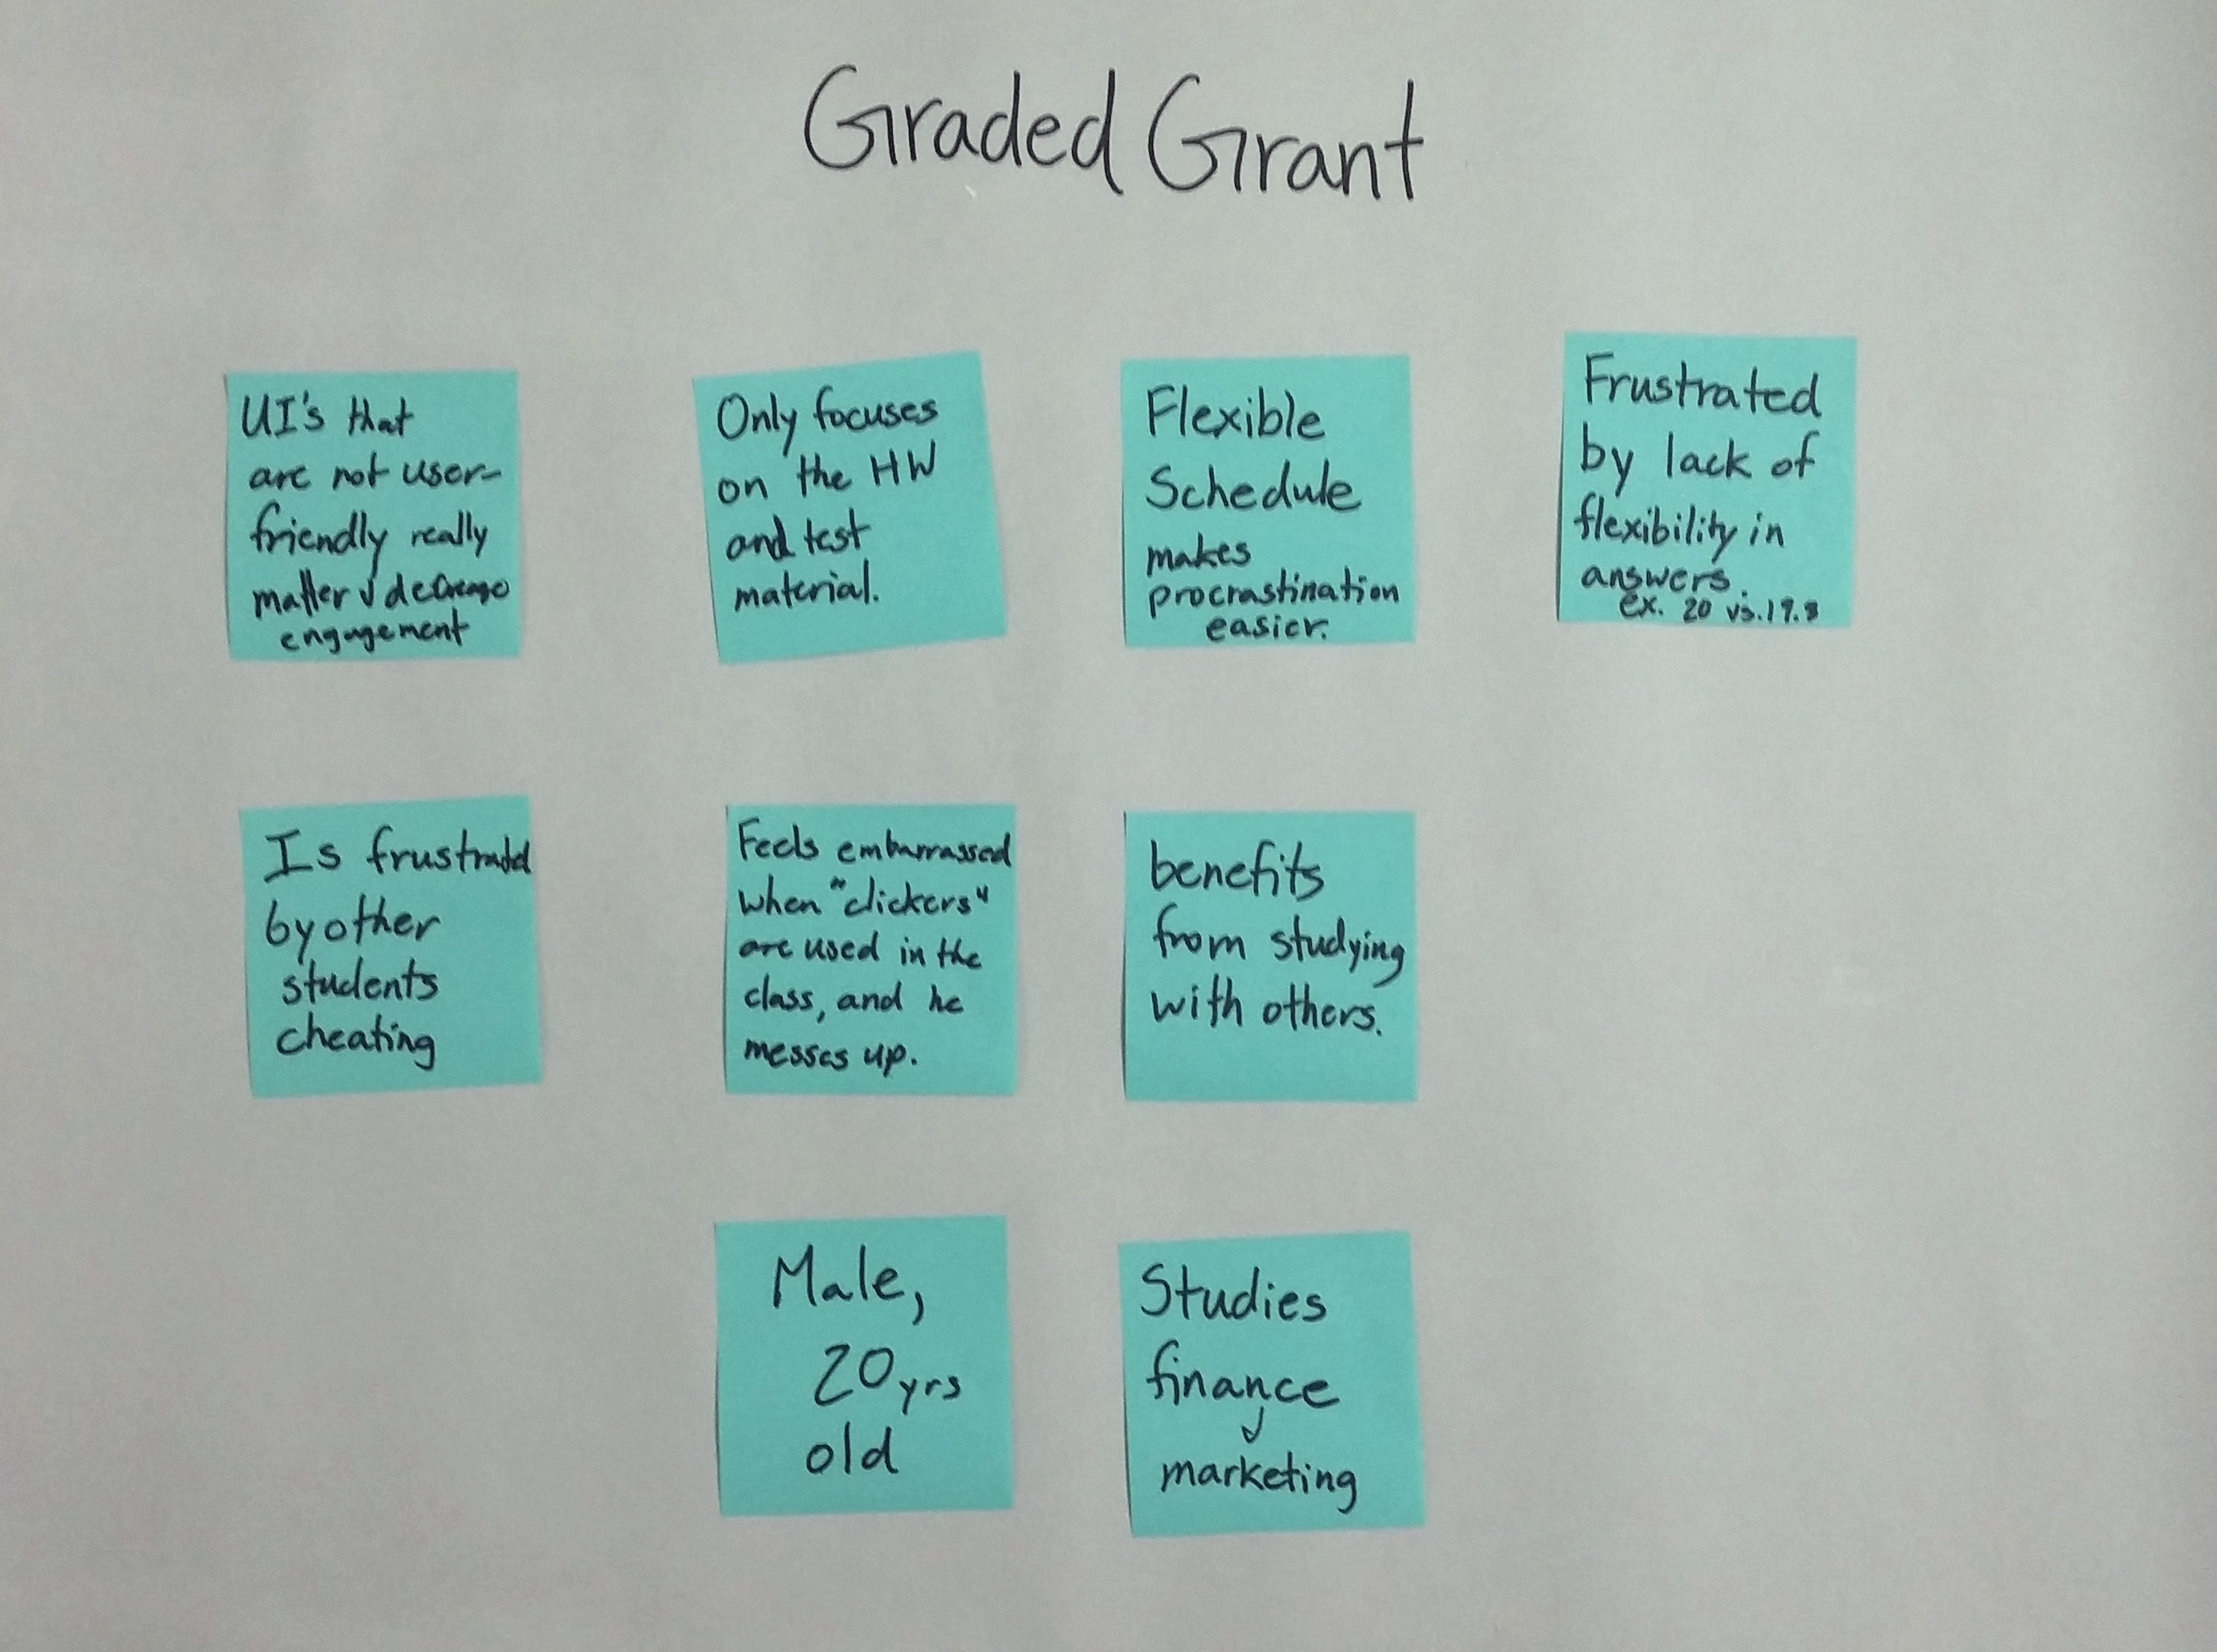 Graded Grant
UI's that
are not user-
friendly really
matter & decrease
engagement
Only focuses
on the HW
and test
material.
Flexible
Schedule
makes
procrastination
easier.
Frustrated
by lack of
flexibility in
answers.
ex. 20 vs. 19.8
Is frustrated
by other
students
cheating
Feels embarrassed
when "clickers"
are used in the
class, and he
messes up.
benefits
from studying
with others.
Male,
20 yrs
old
Studies
finance
&
marketing